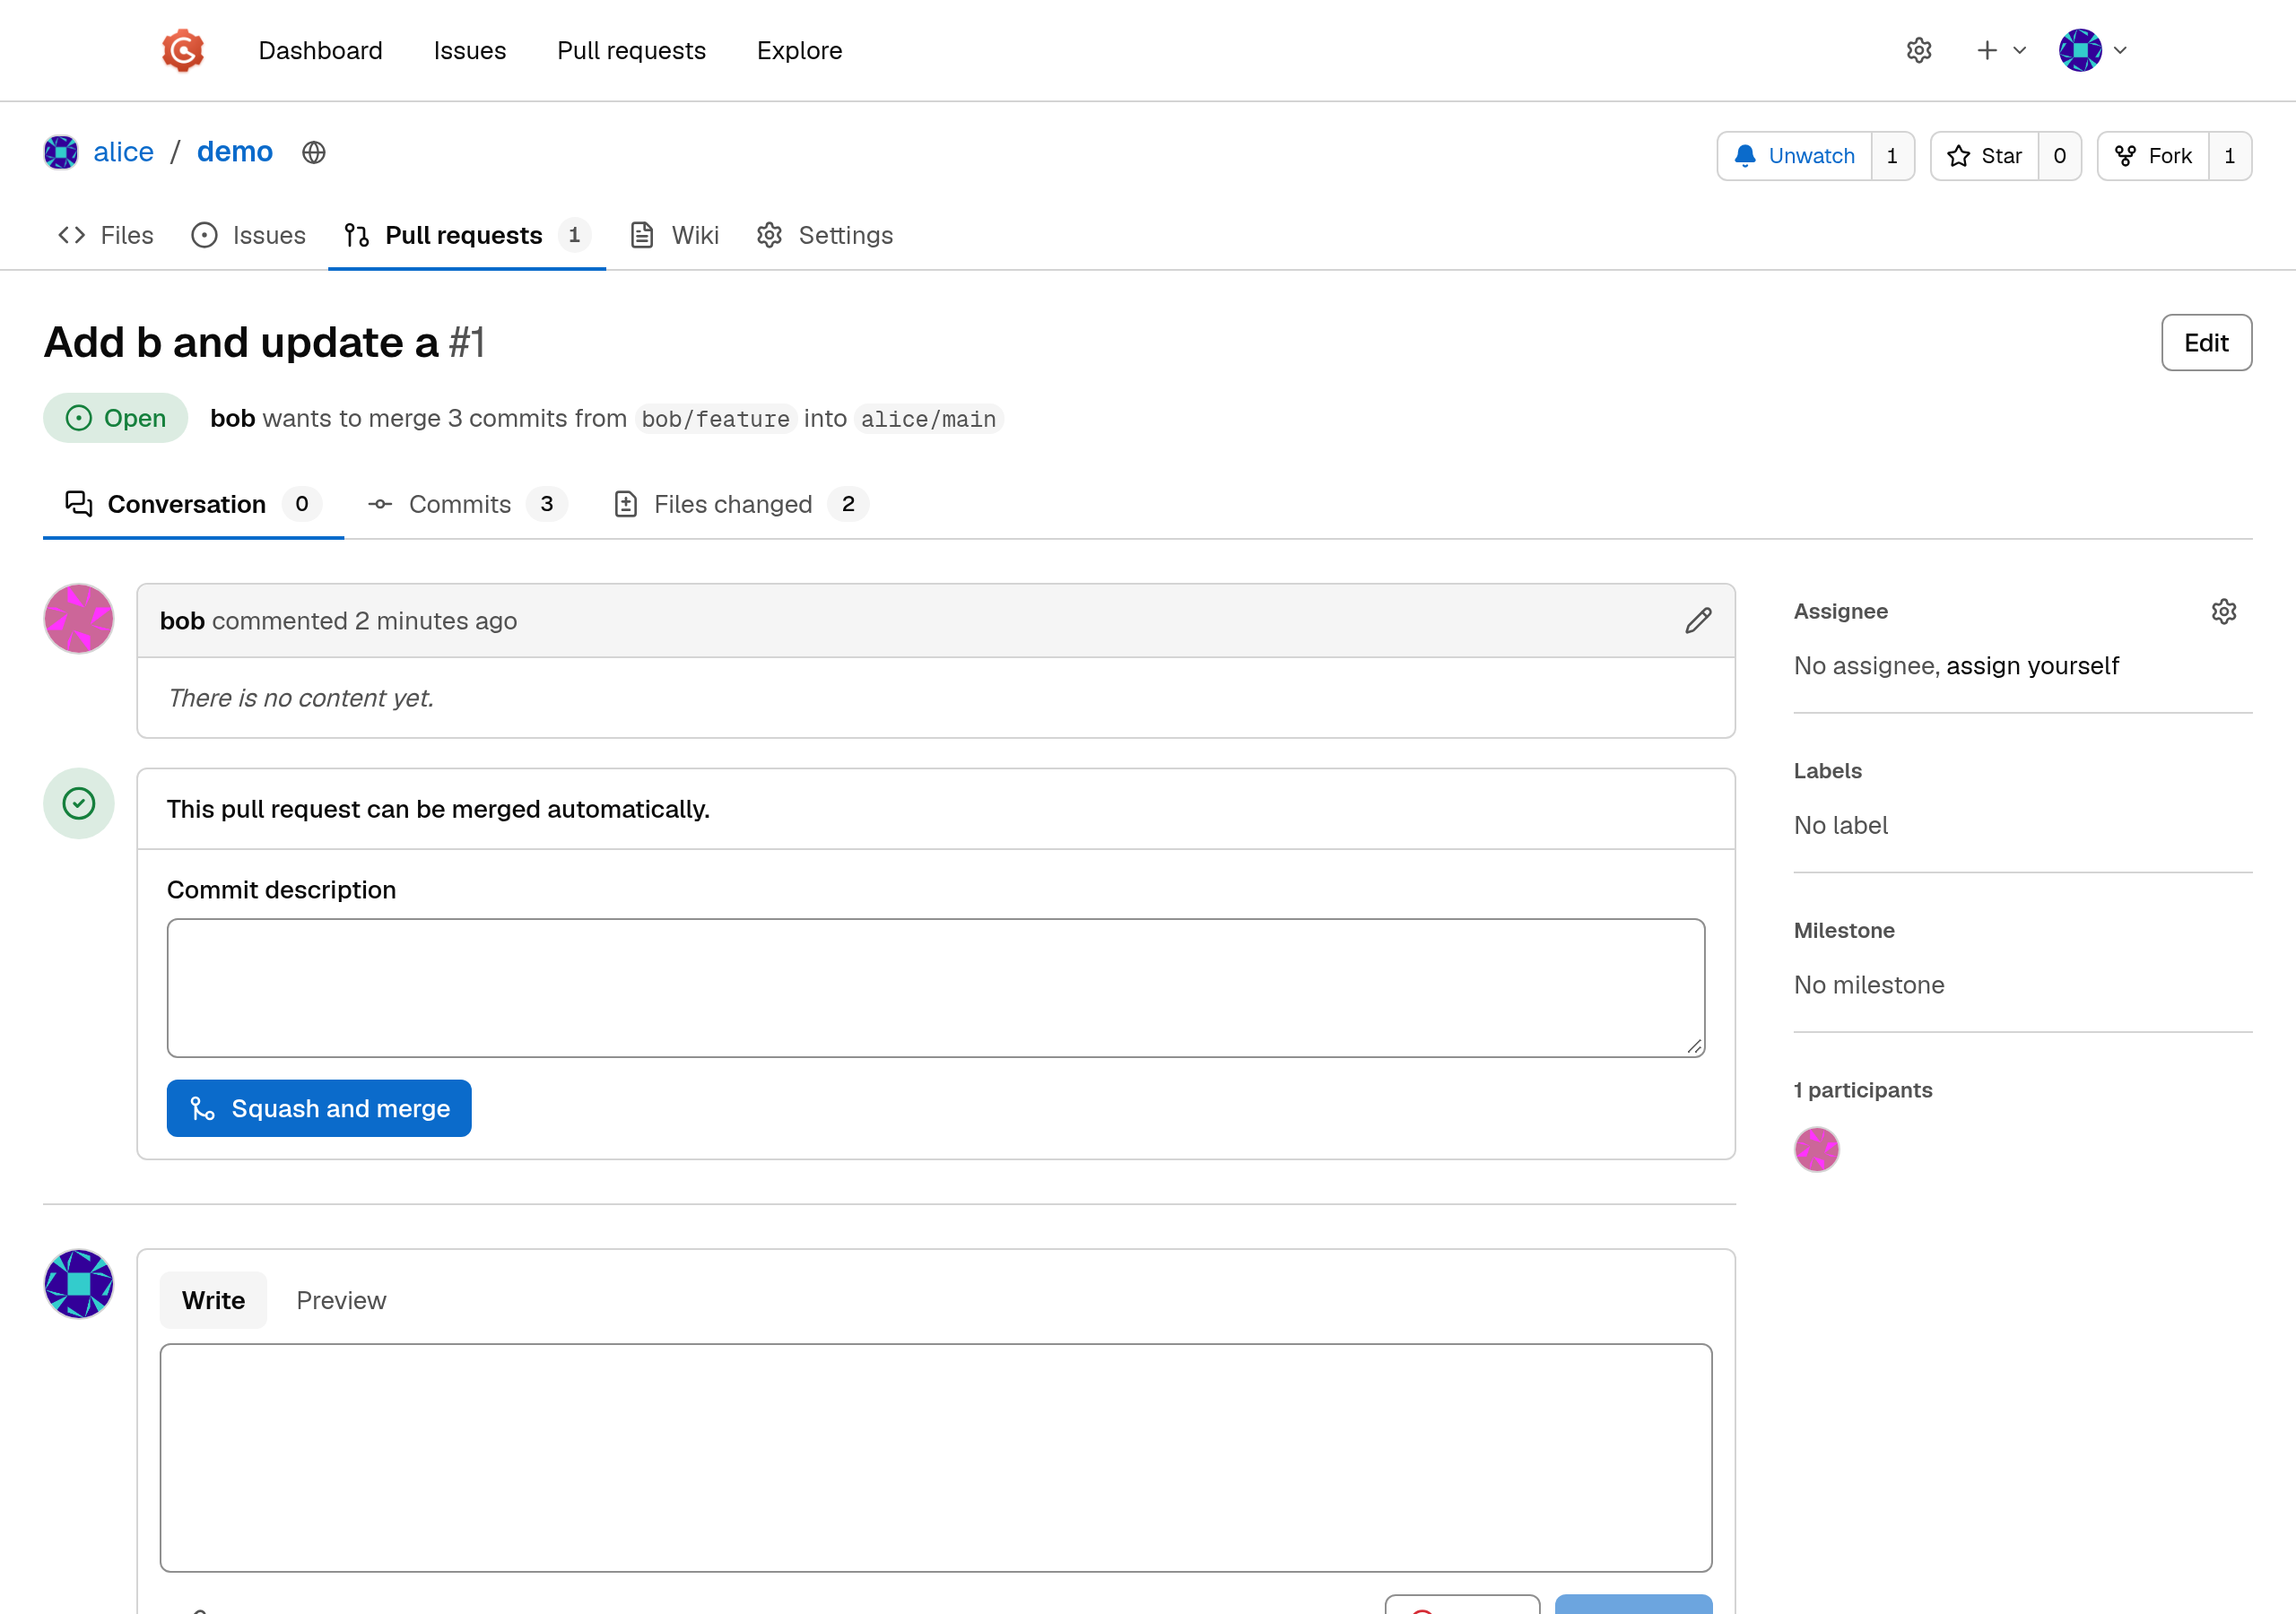 Dashboard Issues Pull requests Explore
alice / demo
Unwatch 1 Star 0 Fork 1
Files Issues Pull requests 1 Wiki Settings
Add b and update a #1
Edit
Open bob wants to merge 3 commits from bob/feature into alice/main
Conversation 0 Commits 3 Files changed 2
bob commented 2 minutes ago
There is no content yet.
This pull request can be merged automatically.
Commit description
Squash and merge
Write Preview
Assignee
No assignee, assign yourself
Labels
No label
Milestone
No milestone
1 participants